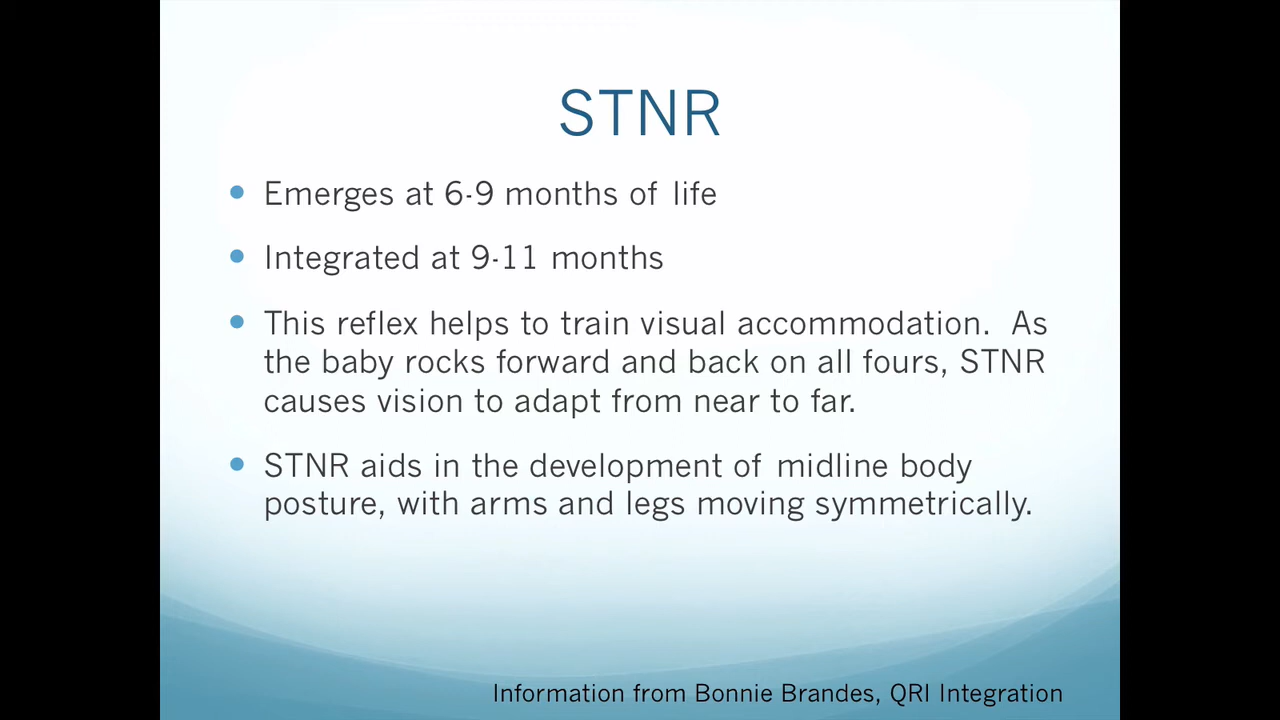 STNR
• Emerges at 6-9 months of life
• Integrated at 9-11 months
• This reflex helps to train visual accommodation.  As
the baby rocks forward and back on all fours, STNR
causes vision to adapt from near to far.
• STNR aids in the development of midline body
posture, with arms and legs moving symmetrically.
Information from Bonnie Brandes, QRI Integration